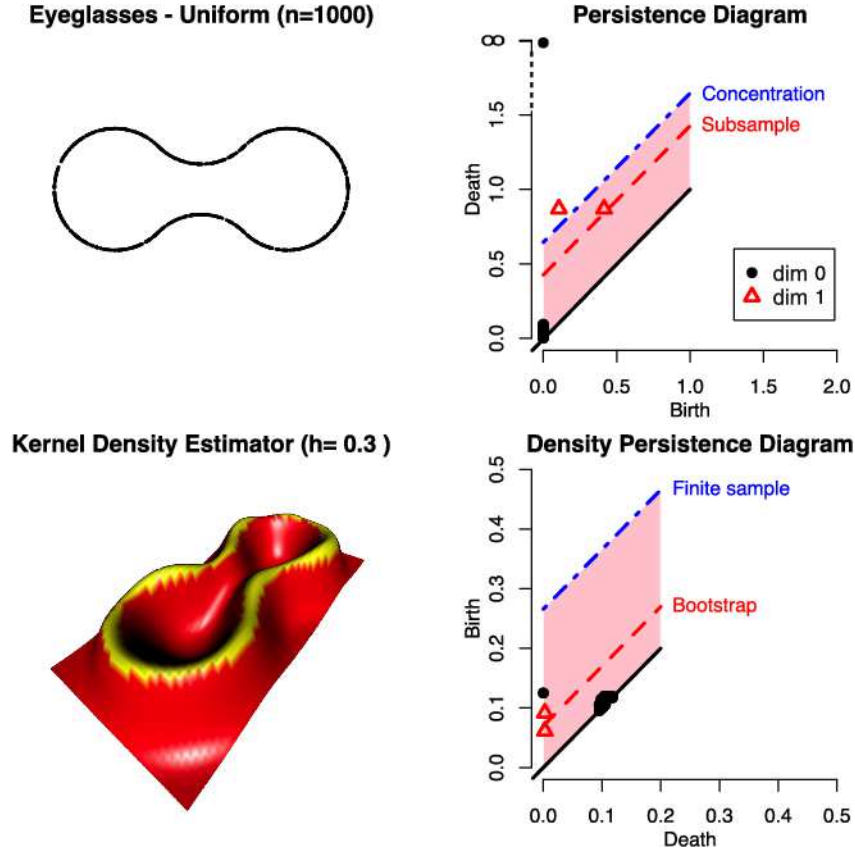 Eyeglasses - Uniform (n=1000)
Persistence Diagram
∞
1.5
1.0
0.5
0.0
Death
Concentration
Subsample
dim 0
dim 1
0.0 0.5 1.0 1.5 2.0
Birth
Kernel Density Estimator (h= 0.3 )
Density Persistence Diagram
0.5
0.4
0.3
0.2
0.1
0.0
Birth
Finite sample
Bootstrap
0.0 0.1 0.2 0.3 0.4 0.5
Death